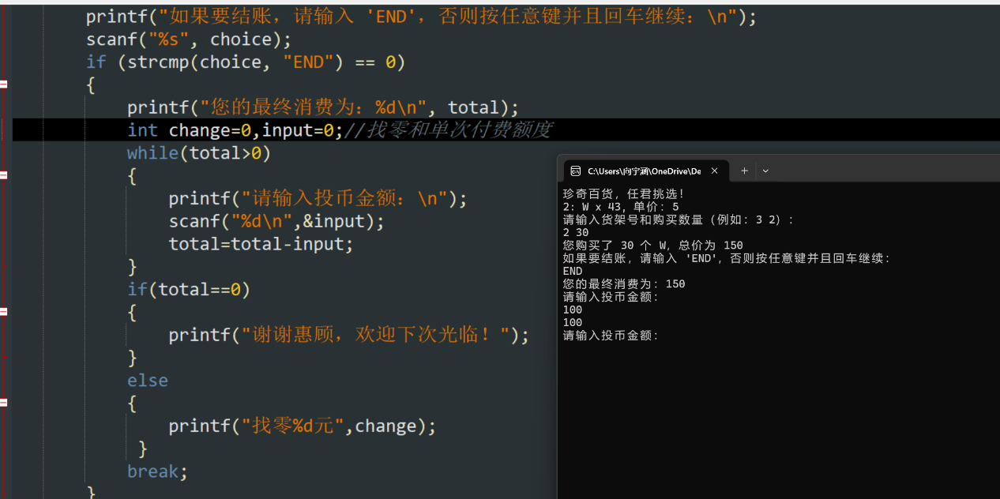 printf("如果要结账，请输入 'END'，否则按任意键并且回车继续：\n");
scanf("%s", choice);
if (strcmp(choice, "END") == 0)
{
printf("您的最终消费为：%d\n", total);
int change=0,input=0;//找零和单次付费额度
while(total>0)
{
printf("请输入投币金额：\n");
scanf("%d\n",&input);
total=total-input;
}
if(total==0)
{
printf("谢谢惠顾，欢迎下次光临！");
}
else
{
printf("找零%d元",change);
}
break;
}
C:\Users\向宇涵\OneDrive\De
珍奇百货，任君挑选！
2: W x 43, 单价: 5
请输入货架号和购买数量（例如：3 2）：
2 30
您购买了 30 个 W，总价为 150
如果要结账，请输入 'END'，否则按任意键并且回车继续：
END
您的最终消费为：150
请输入投币金额：
100
100
请输入投币金额：